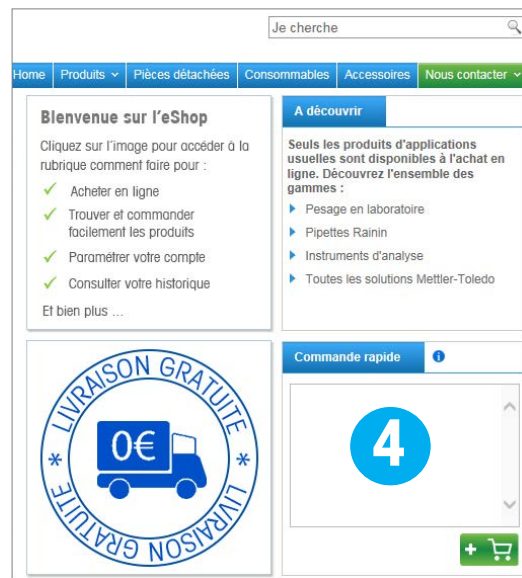 Je cherche
Home Produits Pièces détachées Consommables Accessoires Nous contacter
BIenvenue sur l'eShop
Cliquez sur l'image pour accéder à la
rubrique comment faire pour :
Acheter en ligne
Trouver et commander
facilement les produits
Paramétrer votre compte
Consulter votre historique
Et bien plus ...
A découvrir
Seuls les produits d'applications
usuelles sont disponibles à l'achat en
ligne. Découvrez l'ensemble des
gammes :
Pesage en laboratoire
Pipettes Rainin
Instruments d'analyse
Toutes les solutions Mettler-Toledo
* LIVRAISON GRATUITE * LIVRAISON GRATUITE
0€
Commande rapide i
4
+